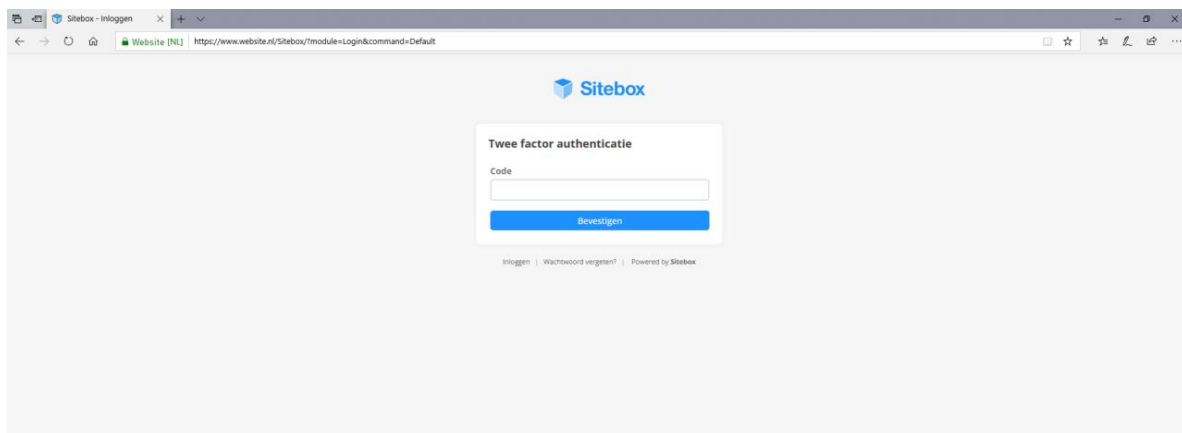 Sitebox - Inloggen
Website [NL] https://www.website.nl/Sitebox/?module=Login&command=Default
Sitebox
Twee factor authenticatie
Code
Bevestigen
Inloggen | Wachtwoord vergeten? | Powered by Sitebox